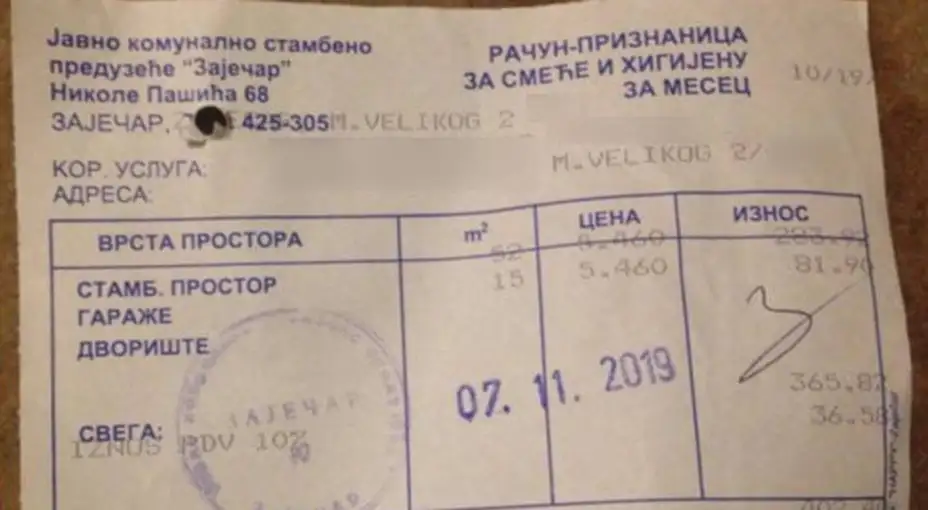 Јавно комунално стамбено
предузеће "Зајечар"
Николе Пашића 68
ЗАЈЕЧАР, 425-305 M.VELIKOG 2
РАЧУН-ПРИЗНАНИЦА
ЗА СМЕЋЕ И ХИГИЈЕНУ
ЗА МЕСЕЦ 10/19
КОР. УСЛУГА: M.VELIKOG 2/
АДРЕСА:
ВРСТА ПРОСТОРА m² ЦЕНА ИЗНОС
52
СТАМБ. ПРОСТОР 15 5.460 81.90
ГАРАЖЕ
ДВОРИШТЕ
07. 11. 2019
365.82
СВЕГА: 36.58
IZNOS PDV 10%
ЗАЈЕЧАР